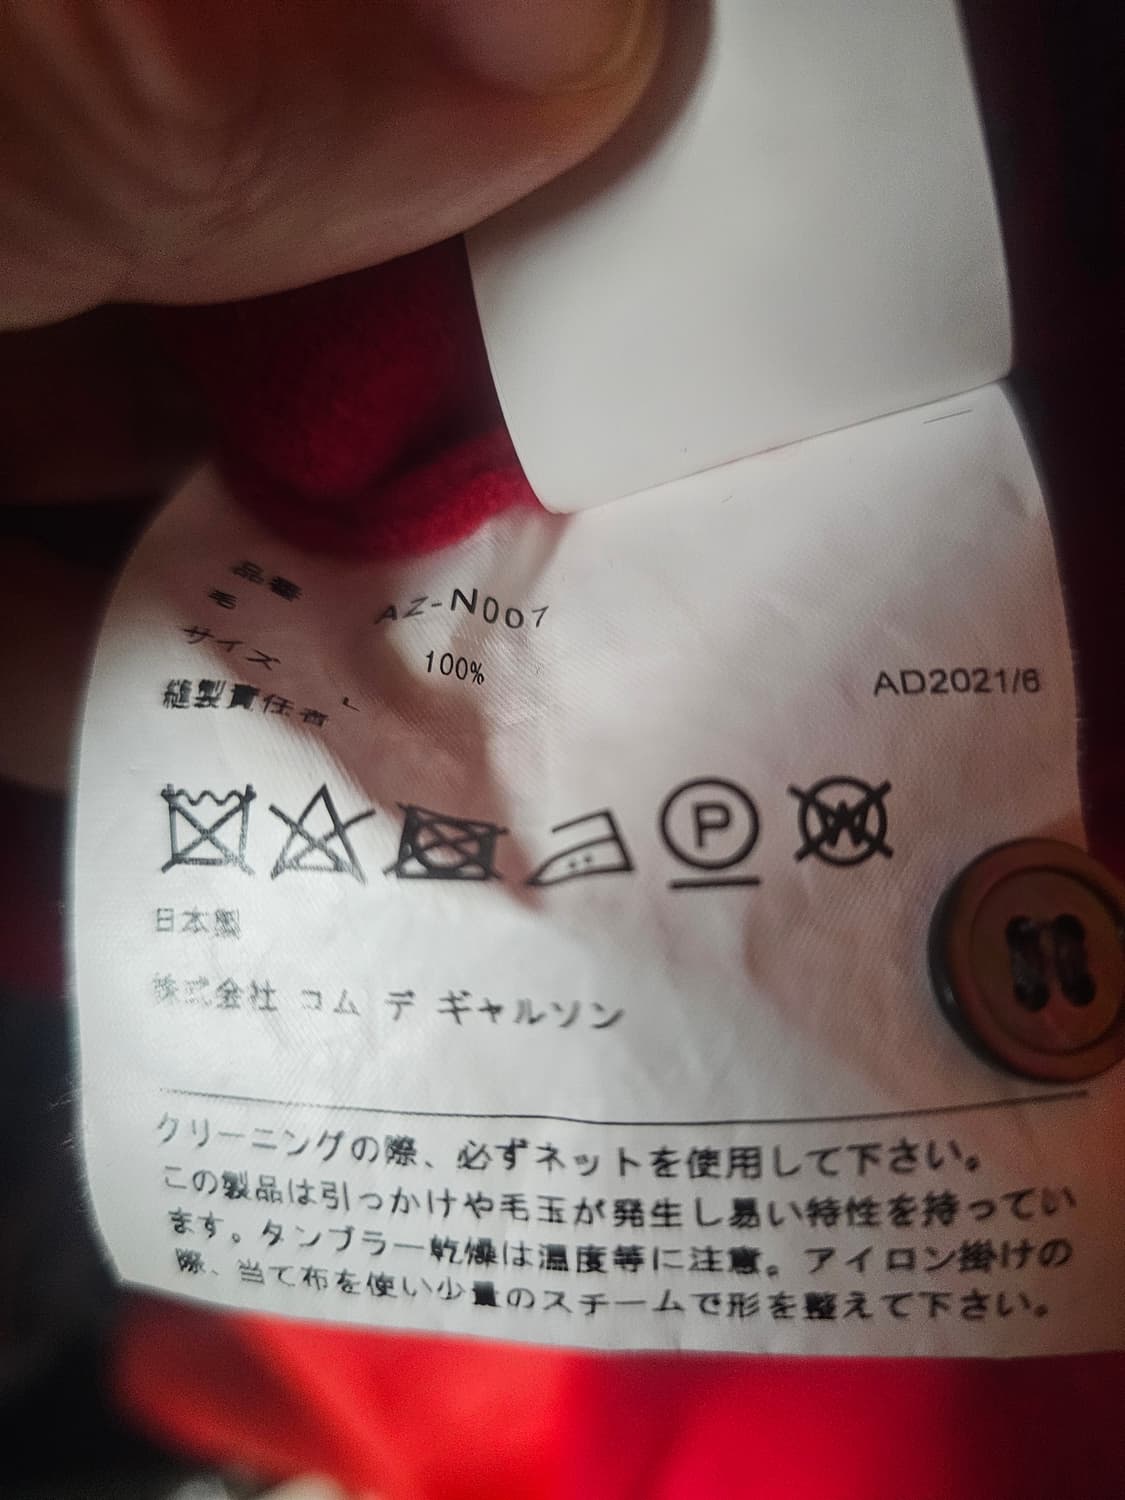 品番 AZ-N007
毛 100%
サイズ L
縫製責任者
AD2021/6
P
W
日本製
株式会社 コム デ ギャルソン
クリーニングの際、必ずネットを使用して下さい。
この製品は引っかけや毛玉が発生し易い特性を持ってい
ます。タンブラー乾燥は温度等に注意。アイロン掛けの
際、当て布を使い少量のスチームで形を整えて下さい。